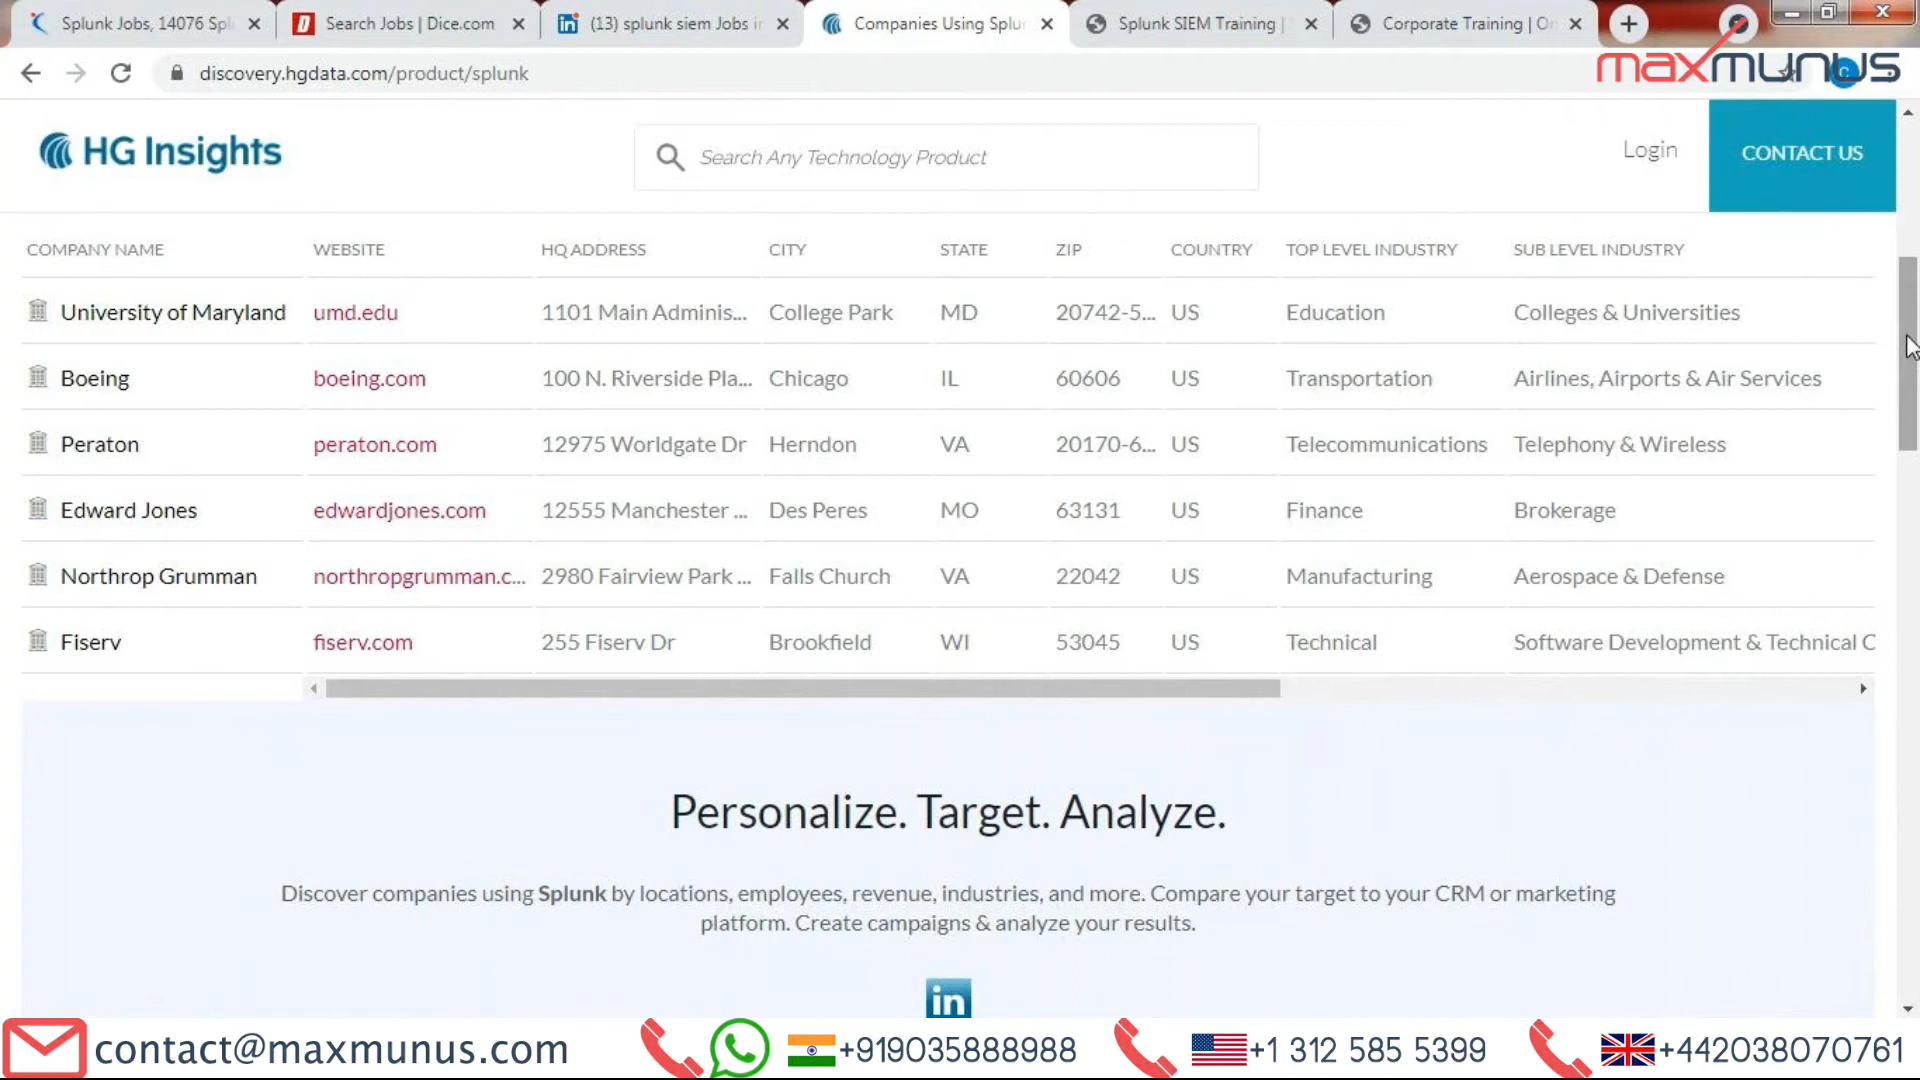 Splunk Jobs, 14076 Spl
Search Jobs | Dice.com
(13) splunk siem Jobs in
Companies Using Splun
Splunk SIEM Training |
Corporate Training | On
discovery.hgdata.com/product/splunk
maxmunus
HG Insights
Search Any Technology Product
Login
CONTACT US
COMPANY NAME WEBSITE HQ ADDRESS CITY STATE ZIP COUNTRY TOP LEVEL INDUSTRY SUB LEVEL INDUSTRY
University of Maryland umd.edu 1101 Main Adminis... College Park MD 20742-5... US Education Colleges & Universities
Boeing boeing.com 100 N. Riverside Pla... Chicago IL 60606 US Transportation Airlines, Airports & Air Services
Peraton peraton.com 12975 Worldgate Dr Herndon VA 20170-6... US Telecommunications Telephony & Wireless
Edward Jones edwardjones.com 12555 Manchester ... Des Peres MO 63131 US Finance Brokerage
Northrop Grumman northropgrumman.c... 2980 Fairview Park ... Falls Church VA 22042 US Manufacturing Aerospace & Defense
Fiserv fiserv.com 255 Fiserv Dr Brookfield WI 53045 US Technical Software Development & Technical C
Personalize. Target. Analyze.
Discover companies using Splunk by locations, employees, revenue, industries, and more. Compare your target to your CRM or marketing
platform. Create campaigns & analyze your results.
in
contact@maxmunus.com +919035888988 +1 312 585 5399 +442038070761